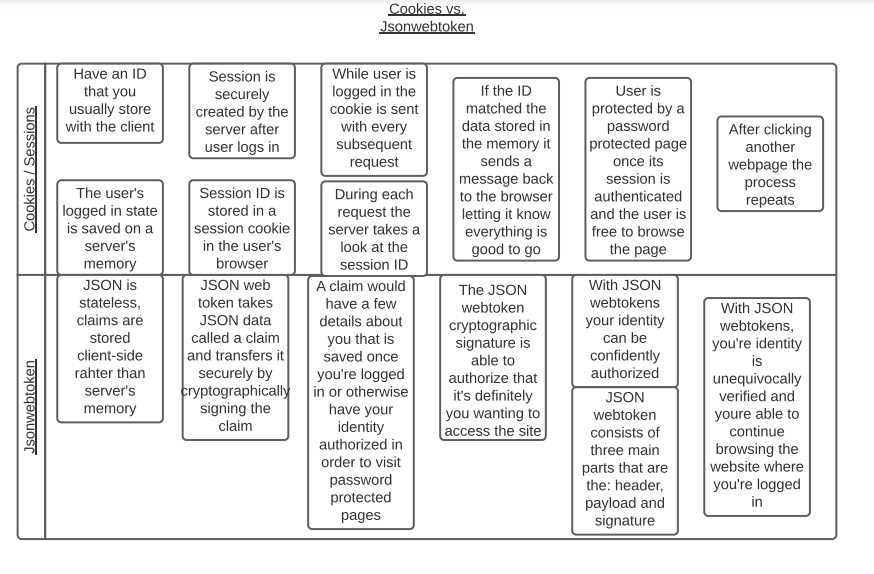 Cookies vs.
Jsonwebtoken
Cookies / Sessions
Have an ID
that you
usually store
with the client
The user's
logged in state
is saved on a
server's
memory
Session is
securely
created by the
server after
user logs in
Session ID is
stored in a
session cookie
in the user's
browser
While user is
logged in the
cookie is sent
with every
subsequent
request
During each
request the
server takes a
look at the
session ID
If the ID
matched the
data stored in
the memory it
sends a
message back
to the browser
letting it know
everything is
good to go
User is
protected by a
password
protected page
once its
session is
authenticated
and the user is
free to browse
the page
After clicking
another
webpage the
process
repeats
Jsonwebtoken
JSON is
stateless,
claims are
stored
client-side
rahter than
server's
memory
JSON web
token takes
JSON data
called a claim
and transfers it
securely by
cryptographically
signing the
claim
A claim would
have a few
details about
you that is
saved once
you're logged
in or otherwise
have your
identity
authorized in
order to visit
password
protected
pages
The JSON
webtoken
cryptographic
signature is
able to
authorize that
it's definitely
you wanting to
access the site
With JSON
webtokens
your identity
can be
confidently
authorized
JSON
webtoken
consists of
three main
parts that are
the: header,
payload and
signature
With JSON
webtokens,
you're identity
is
unequivocally
verified and
youre able to
continue
browsing the
website where
you're logged
in